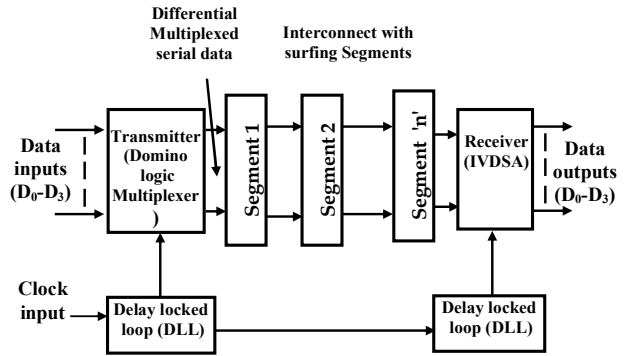 Differential
Multiplexed
serial data
Interconnect with
surfing Segments
Data
inputs
(D₀-D₃)
Transmitter
(Domino
logic
Multiplexer
)
Segment 1
Segment 2
Segment 'n'
Receiver
(IVDSA)
Data
outputs
(D₀-D₃)
Clock
input
Delay locked
loop (DLL)
Delay locked
loop (DLL)